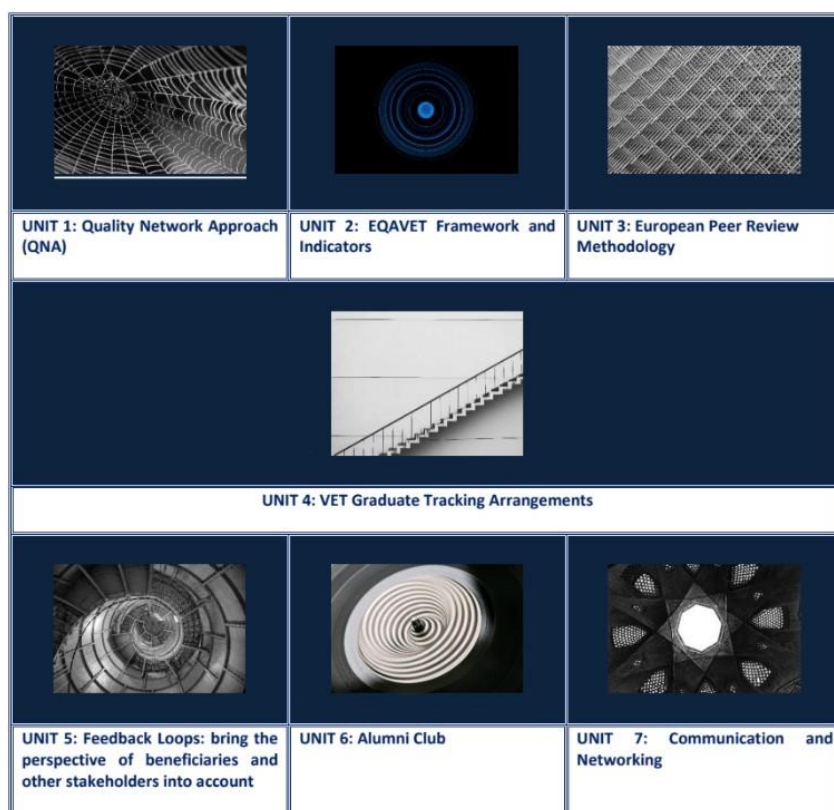 UNIT 1: Quality Network Approach
(QNA)
UNIT 2: EQAVET Framework and
Indicators
UNIT 3: European Peer Review
Methodology
UNIT 4: VET Graduate Tracking Arrangements
UNIT 5: Feedback Loops: bring the
perspective of beneficiaries and
other stakeholders into account
UNIT 6: Alumni Club
UNIT 7: Communication and
Networking